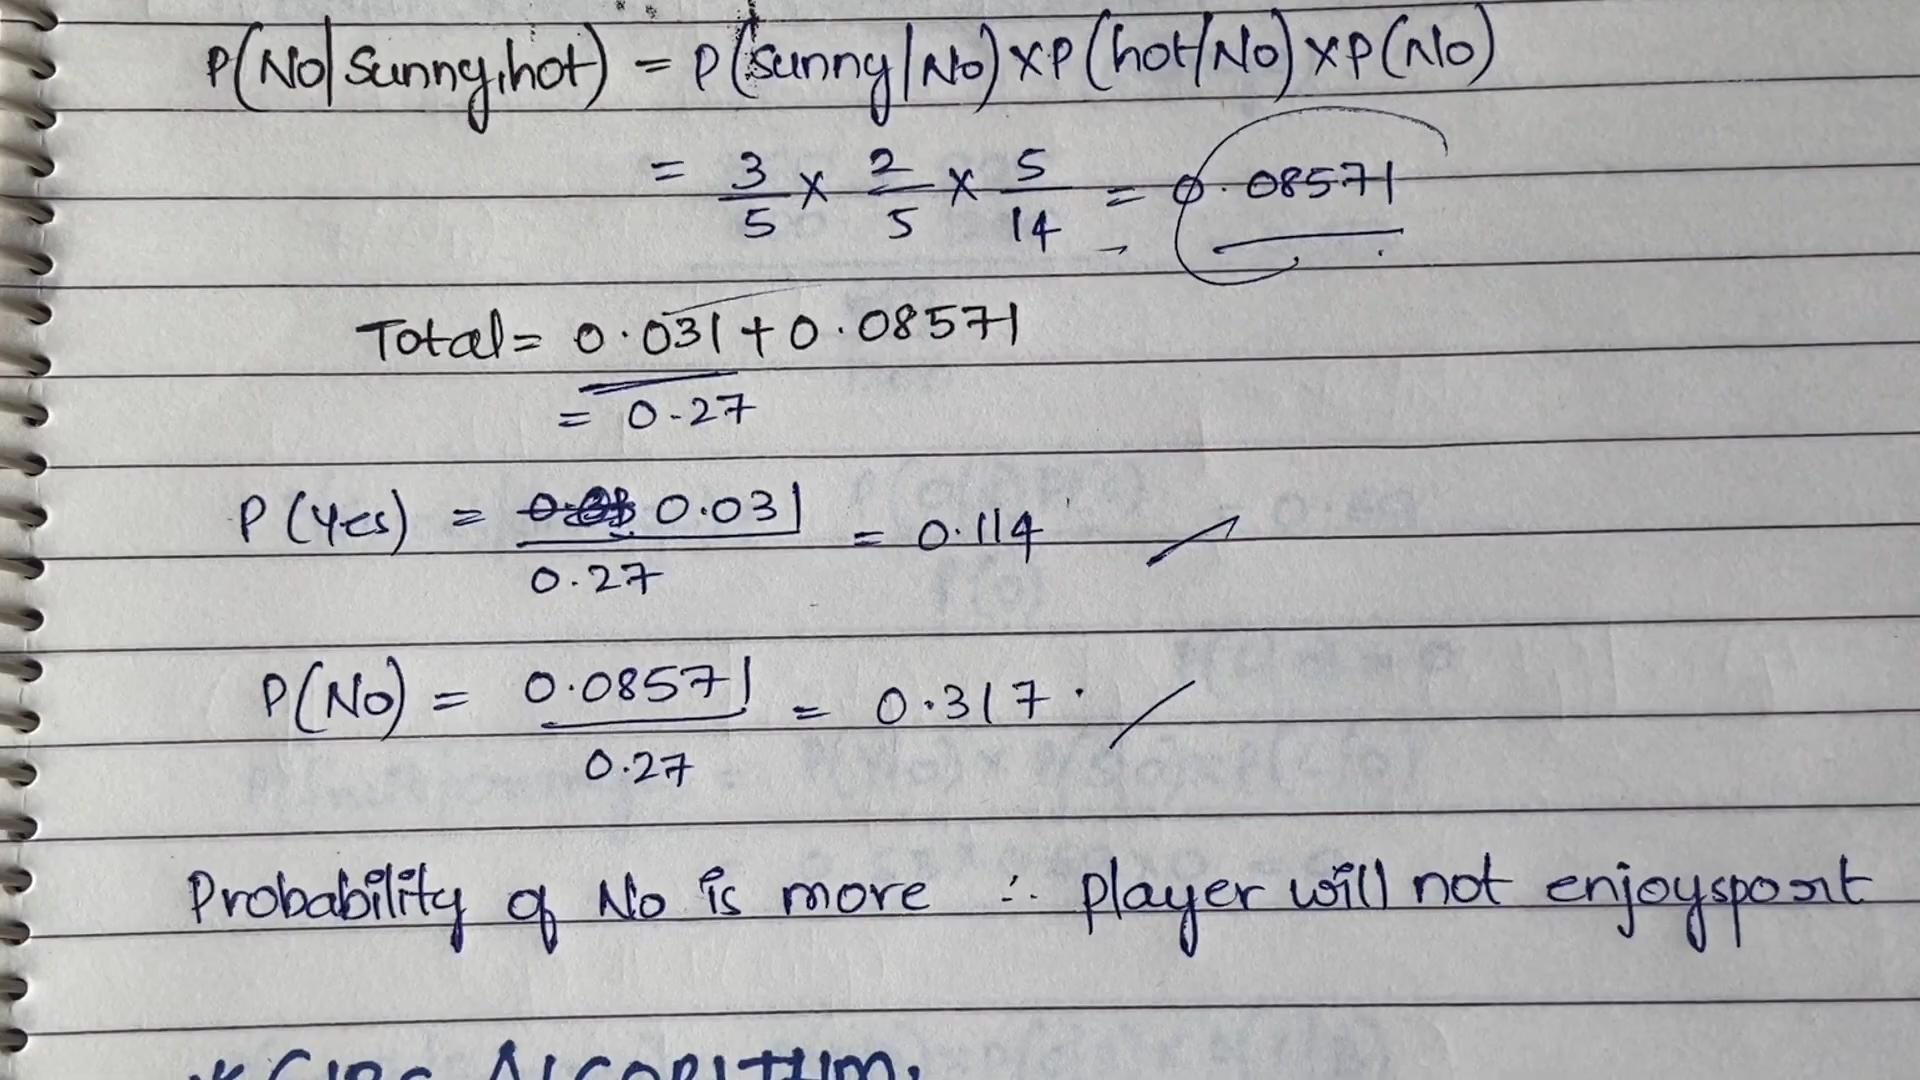 P(No|Sunny,hot) = P(sunny/No)×P(hot/No)×P(No)
= 3/5 × 2/5 × 5/14 = 0.08571
Total = 0.031 + 0.08571
= 0.27
P(Yes) = 0.031/0.27 = 0.114
P(No) = 0.08571/0.27 = 0.317
Probability of No is more ∴ player will not enjoysport
ALGORITHM.